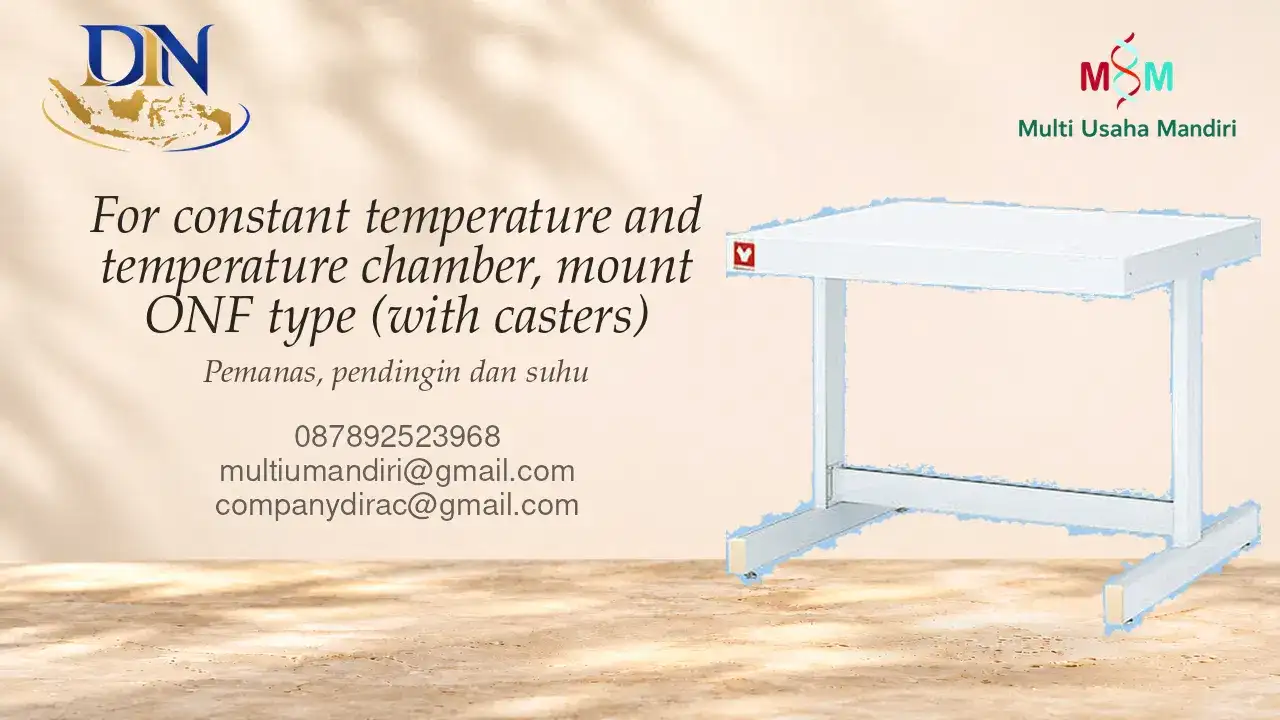 DIN
MSM
Multi Usaha Mandiri
For constant temperature and
temperature chamber, mount
ONF type (with casters)
Pemanas, pendingin dan suhu
087892523968
multiumandiri@gmail.com
companydirac@gmail.com